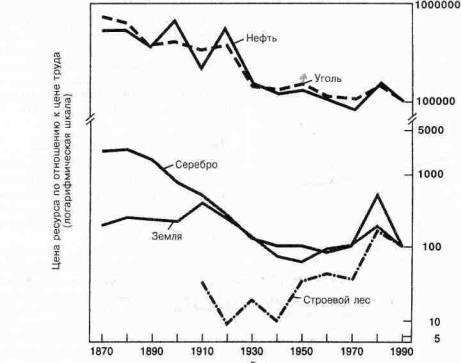 1000000
Нефть
Уголь
100000
5000
1000
Серебро
Земля
100
Строевой лес
10
5
1870 1890 1910 1930 1950 1970 1990
Цена ресурса по отношению к цене труда
(логарифмическая шкала)